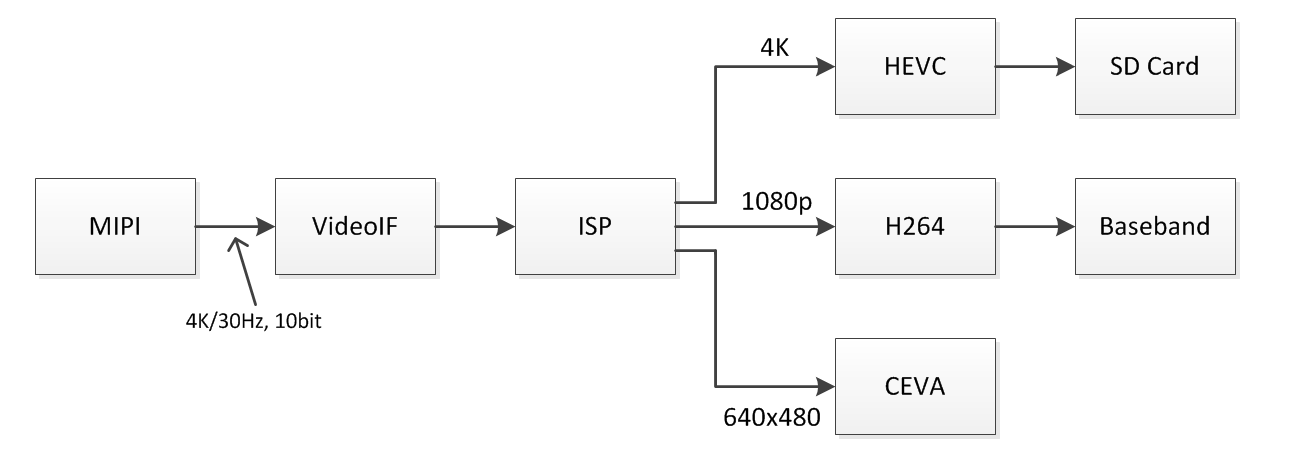 4K
HEVC
SD Card
MIPI
VideoIF
ISP
1080p
H264
Baseband
4K/30Hz, 10bit
CEVA
640x480